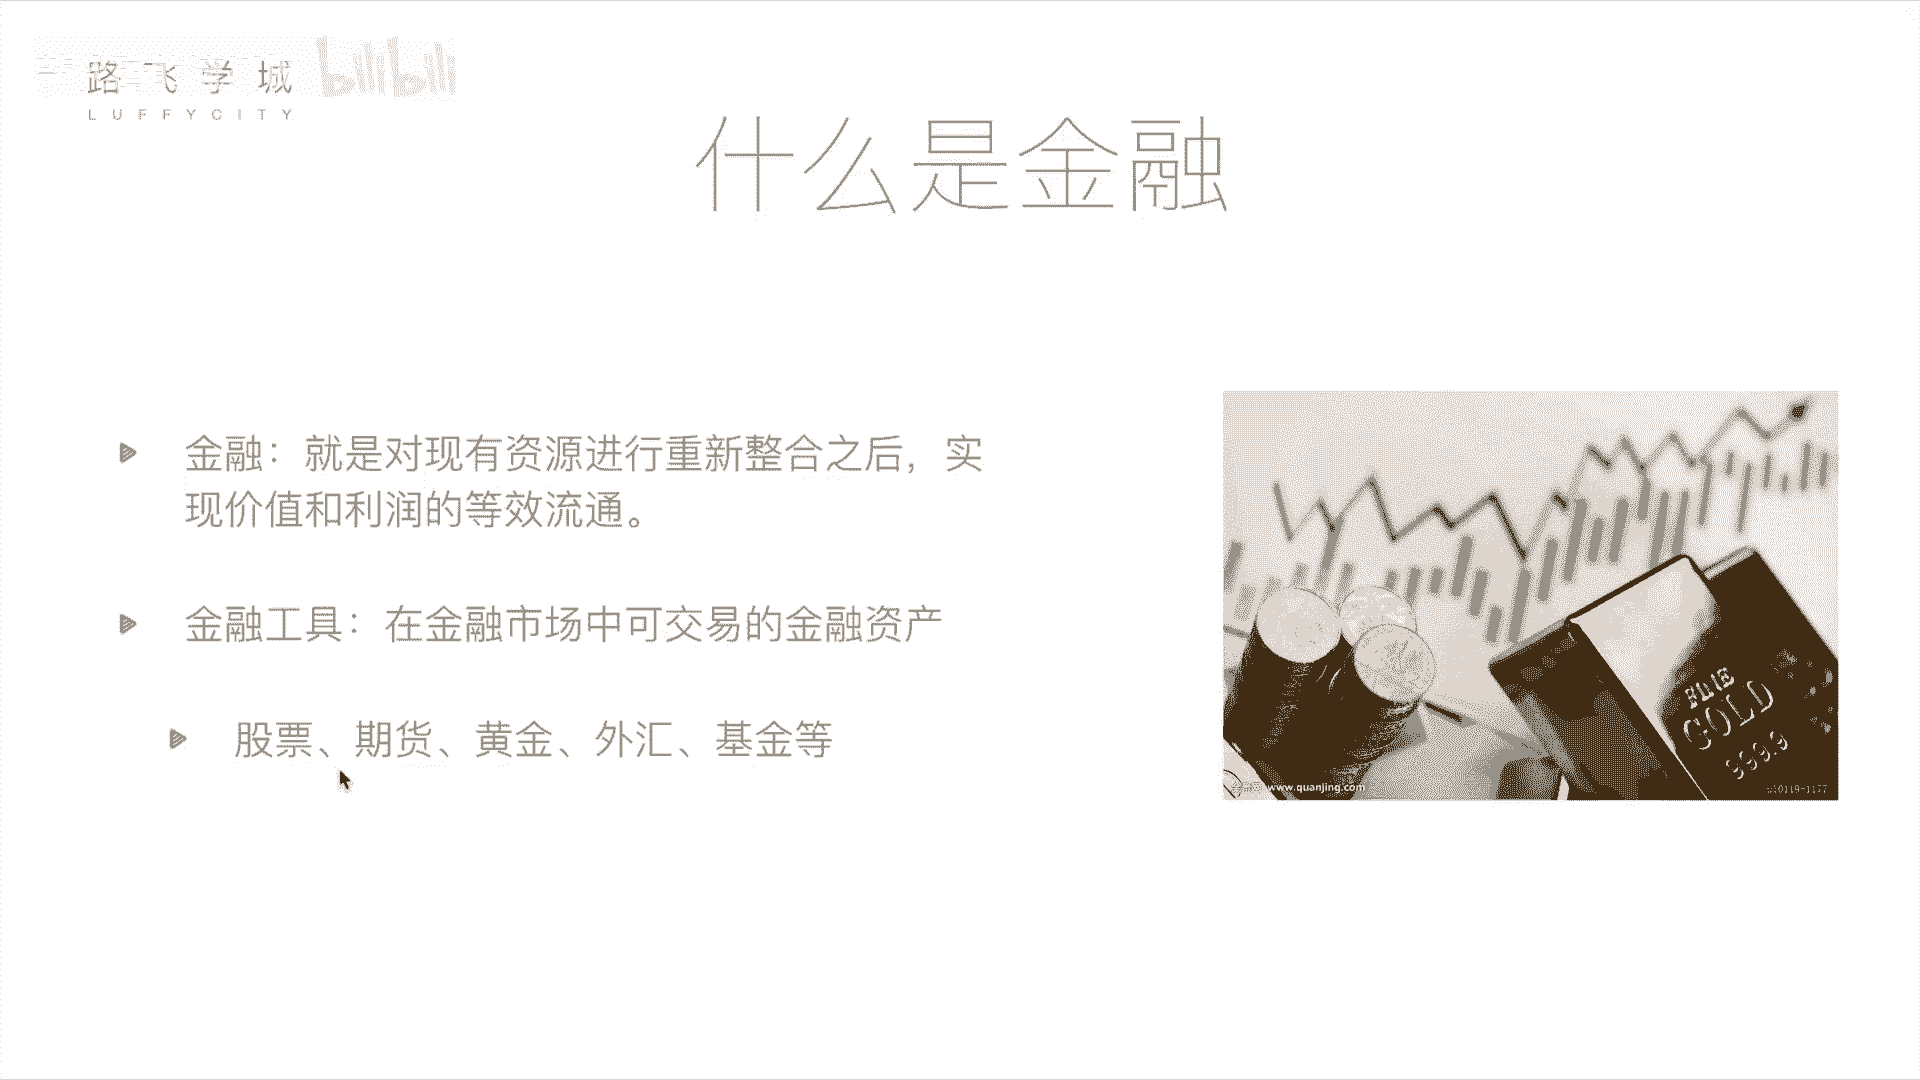 路飞学城 bilibili
LUFFYCITY
什么是金融
金融：就是对现有资源进行重新整合之后，实
现价值和利润的等效流通。
金融工具：在金融市场中可交易的金融资产
股票、期货、黄金、外汇、基金等
FINE
GOLD
999.9
www.quanjing.com